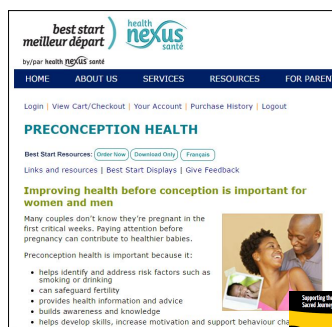 best start
meilleur départ
health
nexus
santé
by/par health nexus santé
HOME ABOUT US SERVICES RESOURCES FOR PAREN
Login | View Cart/Checkout | Your Account | Purchase History | Logout
PRECONCEPTION HEALTH
Best Start Resources: Order Now Download Only Français
Links and resources | Best Start Displays | Give Feedback
Improving health before conception is important for
women and men
Many couples don't know they're pregnant in the
first critical weeks. Paying attention before
pregnancy can contribute to healthier babies.
Preconception health is important because it:
• helps identify and address risk factors such as
smoking or drinking
• can safeguard fertility
• provides health information and advice
• builds awareness and knowledge
• helps develop skills, increase motivation and support behaviour cha
Supporting the
Sacred Journey